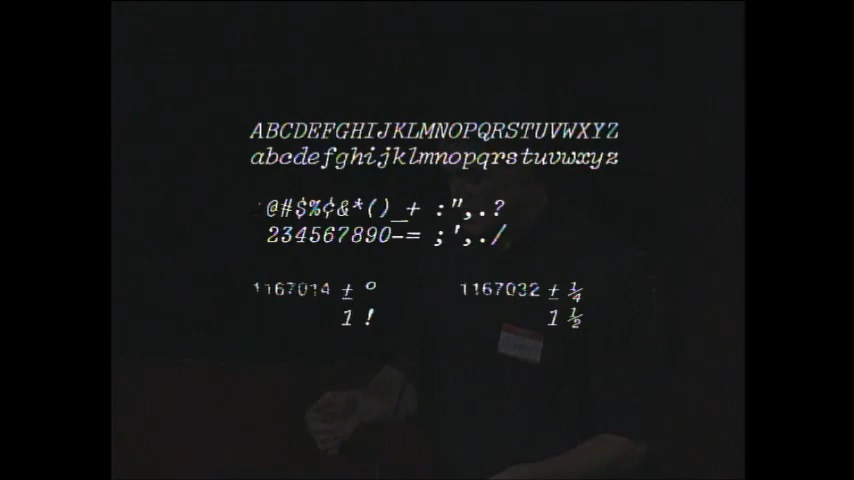 ABCDEFGHIJKLMNOPQRSTUVWXYZ
abcdefghijklmnopqrstuvwxyz
@#$%¢&*()_+ :",.?
234567890-= ;',./
1167014 ± º
1 !
1167032 ± ¼
1 ½